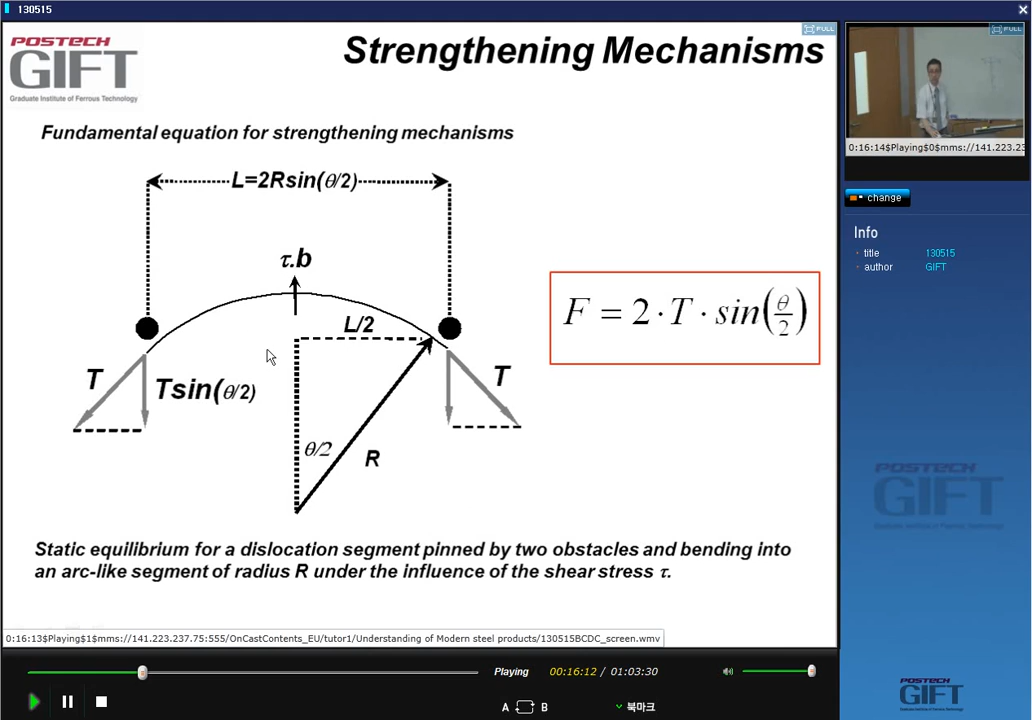 130515
POSTECH
GIFT
Graduate Institute of Ferrous Technology
Strengthening Mechanisms
FULL
FULL
Fundamental equation for strengthening mechanisms
L=2Rsin(θ/2)
τ.b
L/2
T
Tsin(θ/2)
T
θ/2
R
F = 2 · T · sin(θ/2)
Static equilibrium for a dislocation segment pinned by two obstacles and bending into
an arc-like segment of radius R under the influence of the shear stress τ.
0:16:13$Playing$1$mms://141.223.237.75:555/OnCastContents_EU/tutor1/Understanding of Modern steel products/130515BCDC_screen.wmv
Playing
00:16:12 / 01:03:30
A B
북마크
0:16:14$Playing$0$mms://141.223.23
change
Info
title 130515
author GIFT
POSTECH
GIFT
POSTECH
GIFT